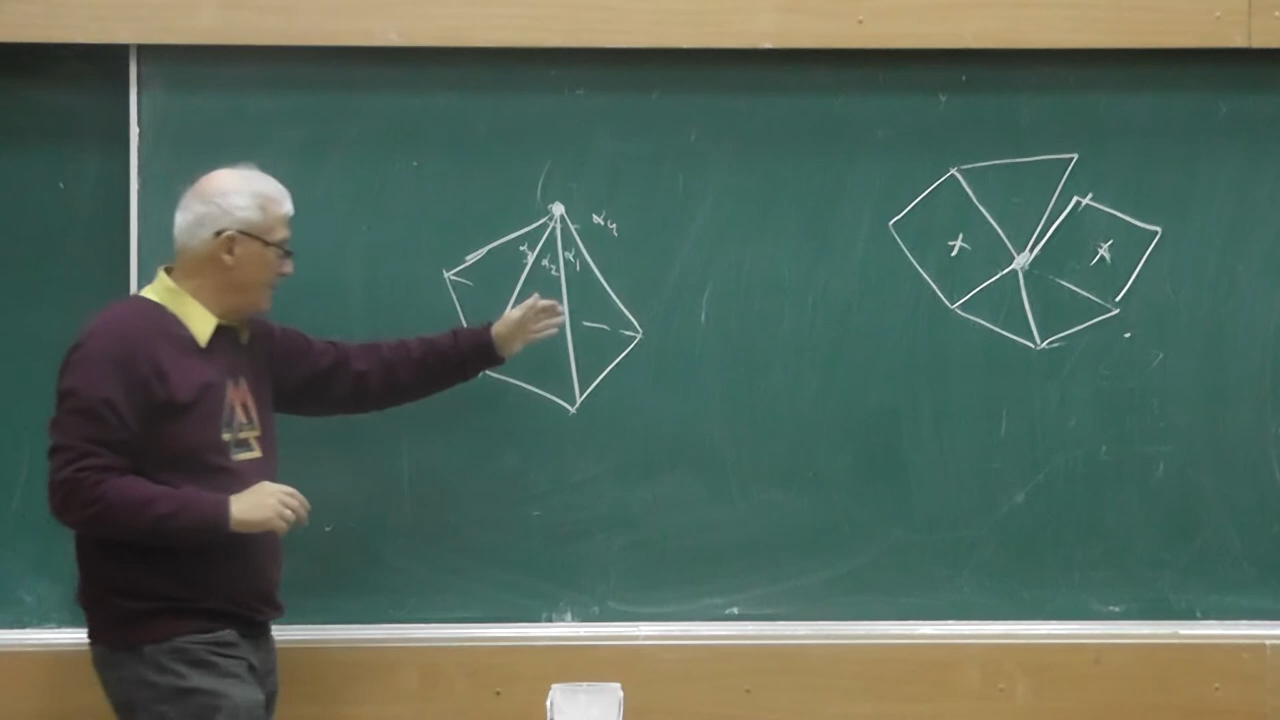 α₄
α₃ α₂ α₁
x x